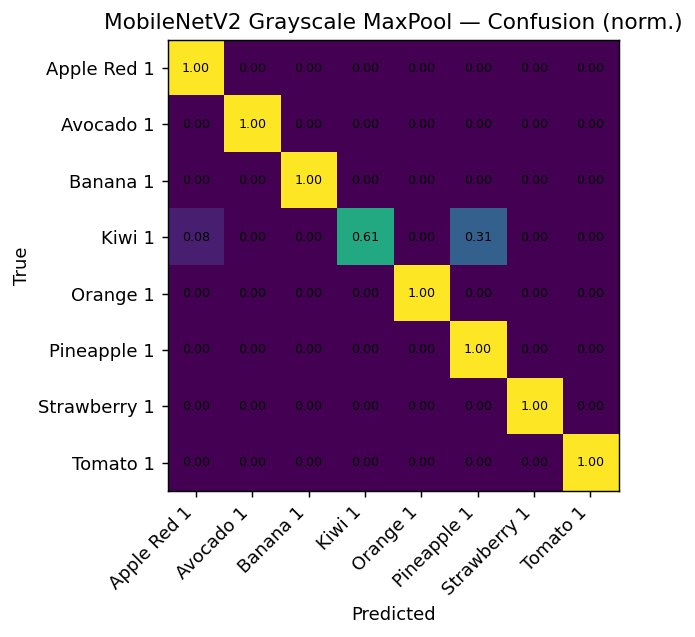 MobileNetV2 Grayscale MaxPool — Confusion (norm.)
Apple Red 1 1.00 0.00 0.00 0.00 0.00 0.00 0.00 0.00
Avocado 1 0.00 1.00 0.00 0.00 0.00 0.00 0.00 0.00
Banana 1 0.00 0.00 1.00 0.00 0.00 0.00 0.00 0.00
Kiwi 1 0.08 0.00 0.00 0.61 0.00 0.31 0.00 0.00
Orange 1 0.00 0.00 0.00 0.00 1.00 0.00 0.00 0.00
Pineapple 1 0.00 0.00 0.00 0.00 0.00 1.00 0.00 0.00
Strawberry 1 0.00 0.00 0.00 0.00 0.00 0.00 1.00 0.00
Tomato 1 0.00 0.00 0.00 0.00 0.00 0.00 0.00 1.00
True
Apple Red 1
Avocado 1
Banana 1
Kiwi 1
Orange 1
Pineapple 1
Strawberry 1
Tomato 1
Predicted